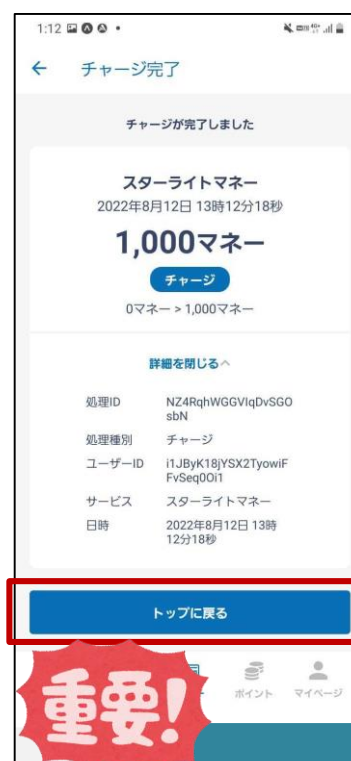 1:12
チャージ完了
チャージが完了しました
スターライトマネー
2022年8月12日 13時12分18秒
1,000マネー
チャージ
0マネー > 1,000マネー
詳細を閉じる
処理ID NZ4RqhWGGVIqDvSGO
sbN
処理種別 チャージ
ユーザーID i1JByK18jYSX2TyowiF
FvSeq0Oi1
サービス スターライトマネー
日時 2022年8月12日 13時
12分18秒
トップに戻る
ポイント マイページ
重要!